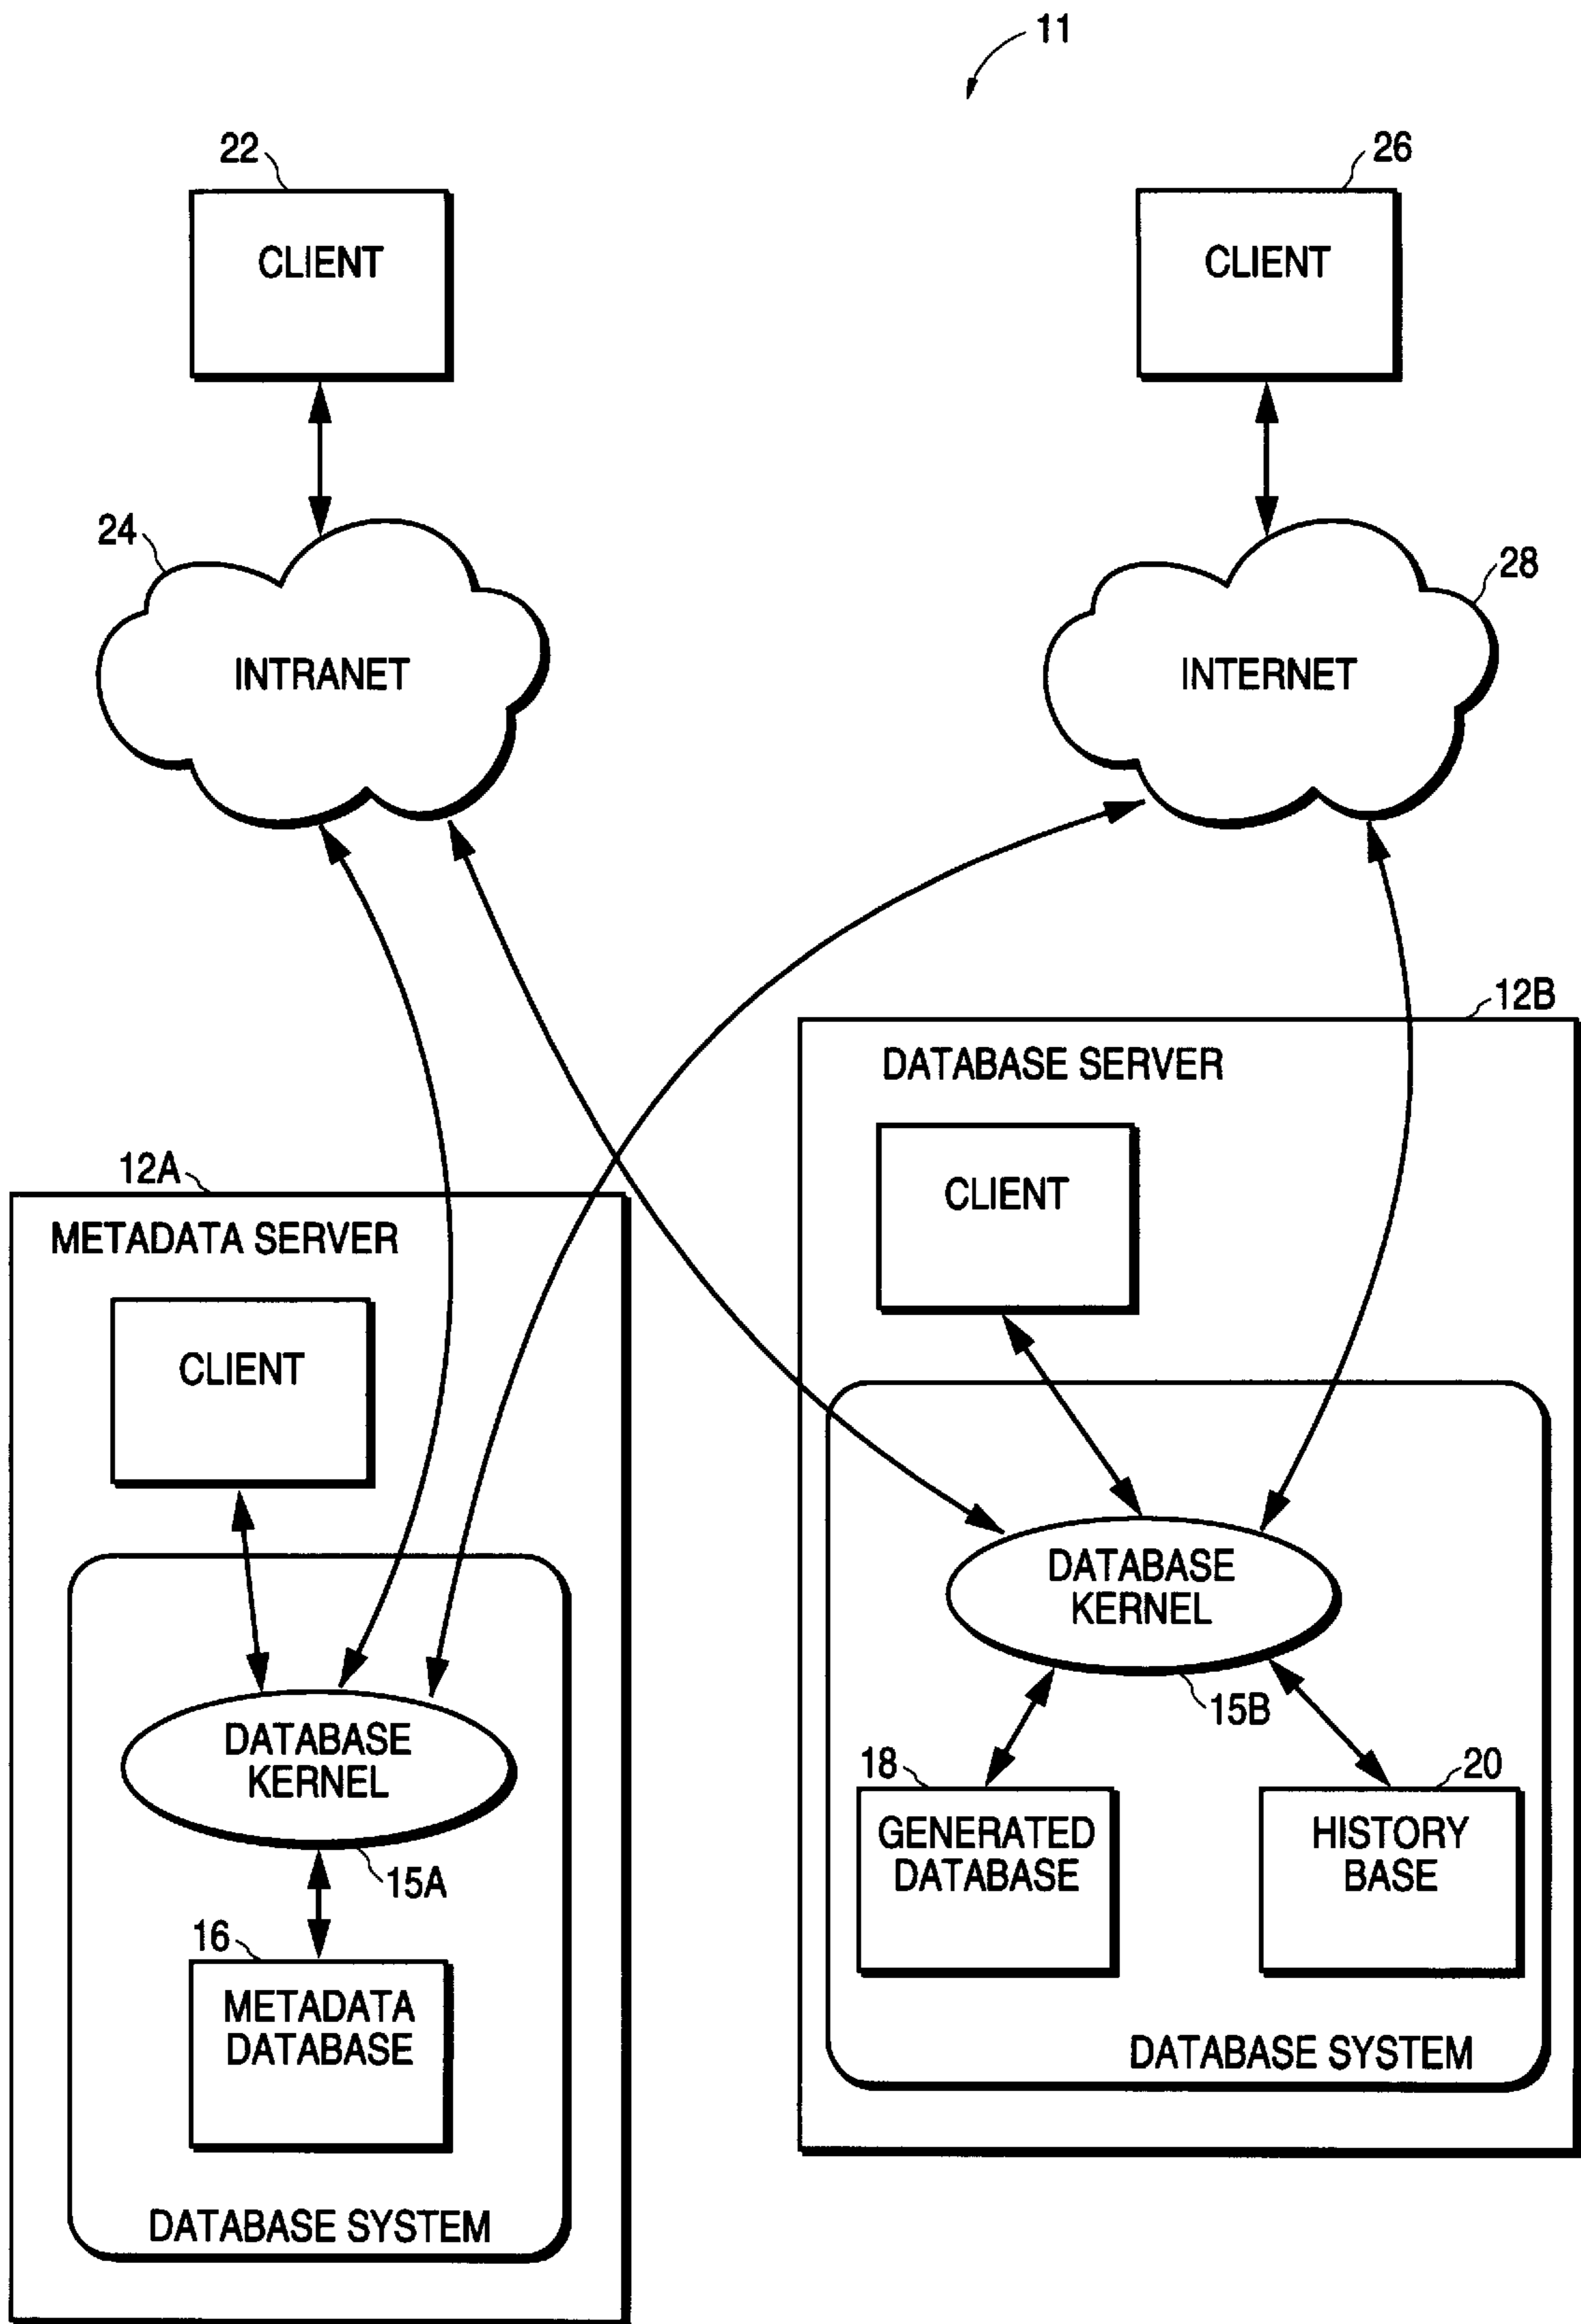 11
22
26
CLIENT
CLIENT
24
28
INTRANET
INTERNET
12B
DATABASE SERVER
CLIENT
12A
METADATA SERVER
CLIENT
DATABASE
KERNEL
15B
18
20
GENERATED
DATABASE
HISTORY
BASE
DATABASE SYSTEM
DATABASE
KERNEL
15A
16
METADATA
DATABASE
DATABASE SYSTEM